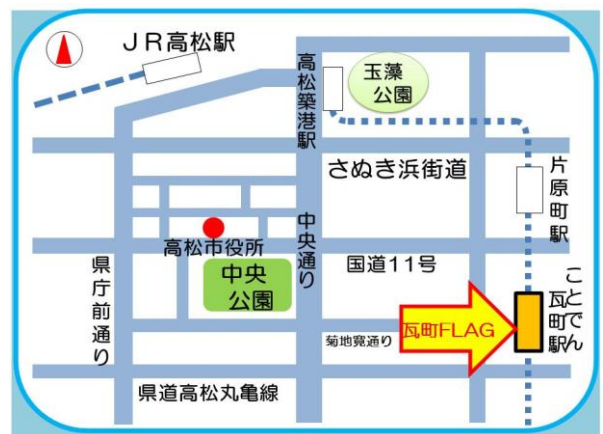 JR高松駅
高松築港駅
玉藻
公園
さぬき浜街道
片原町駅
高松市役所
中央通り
国道11号
県庁前通り
中央
公園
菊地寛通り
瓦町FLAG
ことでん
瓦町駅
県道高松丸亀線